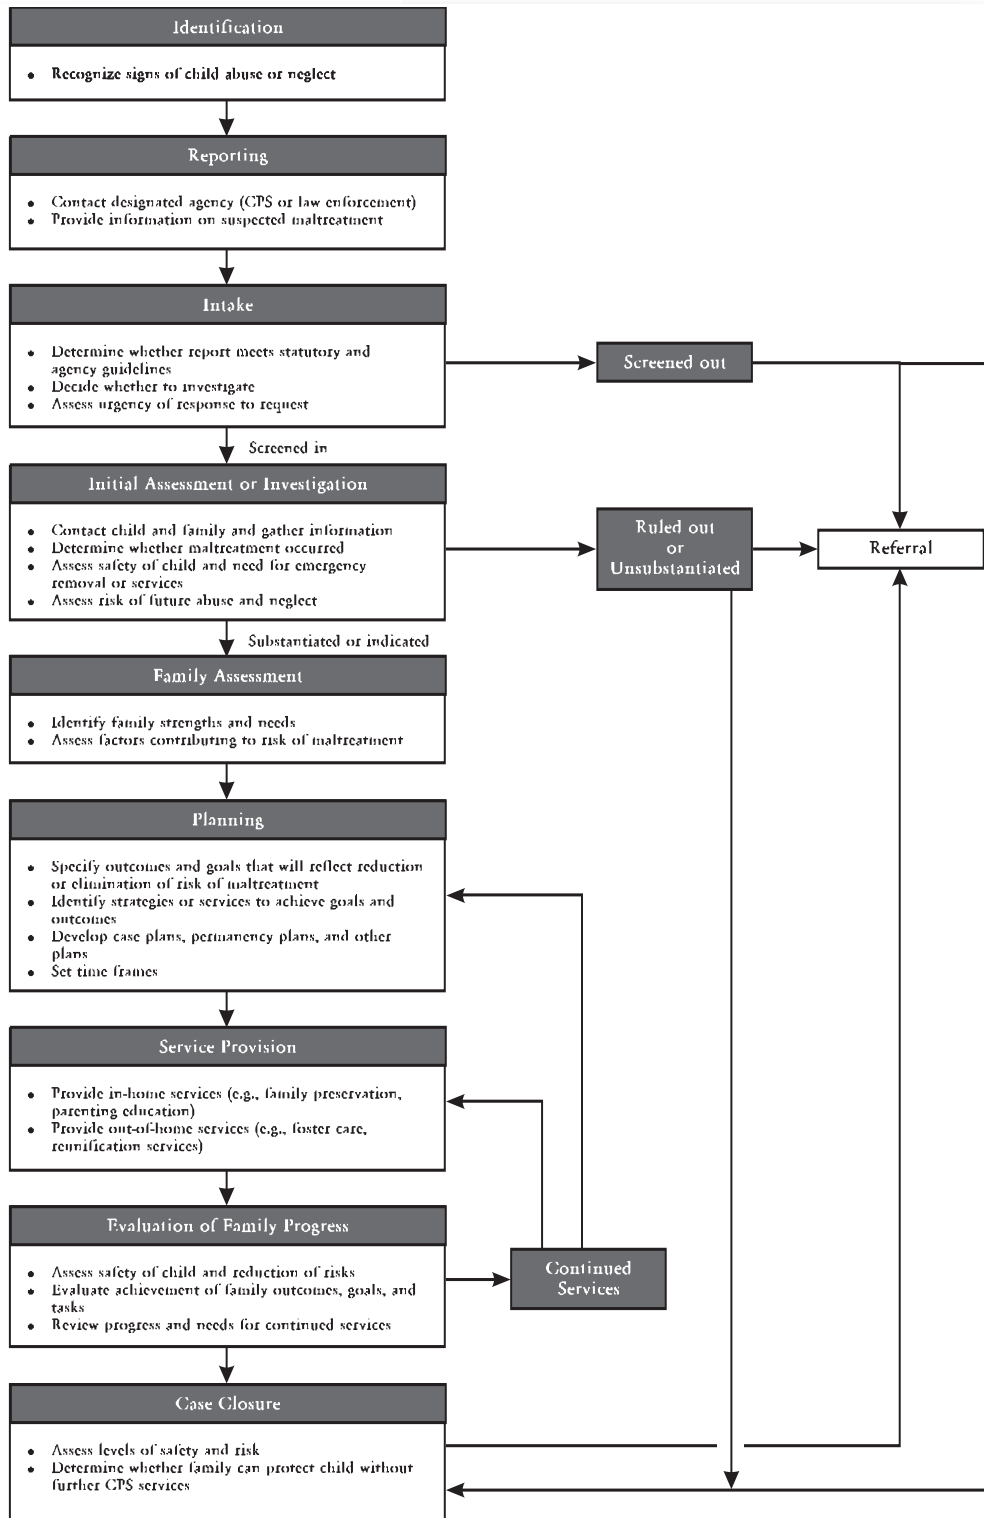 Identification
• Recognize signs of child abuse or neglect
Reporting
• Contact designated agency (CPS or law enforcement)
• Provide information on suspected maltreatment
Intake
• Determine whether report meets statutory and
agency guidelines
• Decide whether to investigate
• Assess urgency of response to request
Screened out
Screened in
Initial Assessment or Investigation
• Contact child and family and gather information
• Determine whether maltreatment occurred
• Assess safety of child and need for emergency
removal or services
• Assess risk of future abuse and neglect
Ruled out
or
Unsubstantiated
Referral
Substantiated or indicated
Family Assessment
• Identify family strengths and needs
• Assess factors contributing to risk of maltreatment
Planning
• Specify outcomes and goals that will reflect reduction
or elimination of risk of maltreatment
• Identify strategies or services to achieve goals and
outcomes
• Develop case plans, permanency plans, and other
plans
• Set time frames
Service Provision
• Provide in-home services (e.g., family preservation,
parenting education)
• Provide out-of-home services (e.g., foster care,
reunification services)
Evaluation of Family Progress
• Assess safety of child and reduction of risks
• Evaluate achievement of family outcomes, goals, and
tasks
• Review progress and needs for continued services
Continued
Services
Case Closure
• Assess levels of safety and risk
• Determine whether family can protect child without
further CPS services